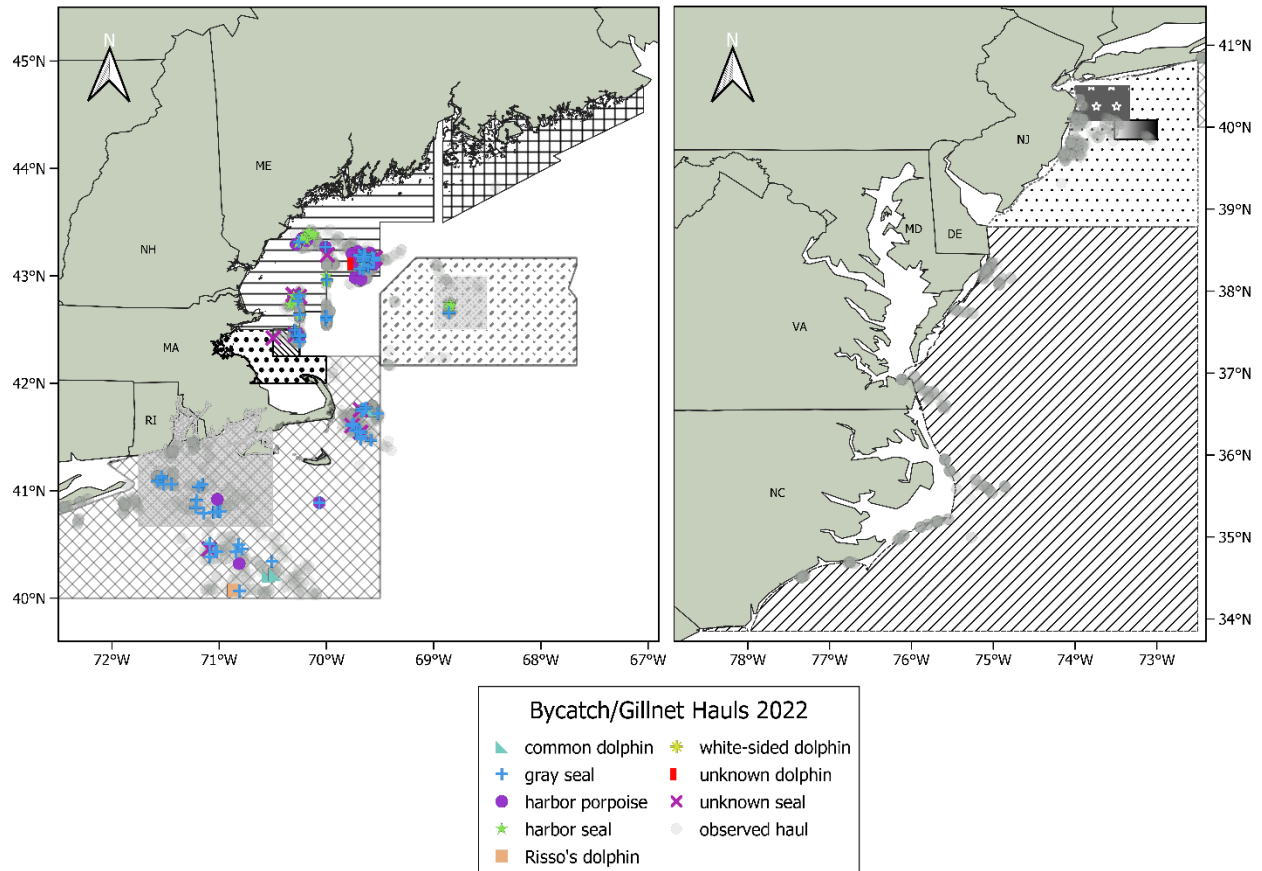 N
45°N
44°N
43°N
42°N
41°N
40°N
ME
NH
MA
RI
72°W 71°W 70°W 69°W 68°W 67°W
N
41°N
40°N
39°N
38°N
37°N
36°N
35°N
34°N
NJ
MD
DE
VA
NC
78°W 77°W 76°W 75°W 74°W 73°W
Bycatch/Gillnet Hauls 2022
common dolphin
gray seal
harbor porpoise
harbor seal
Risso's dolphin
white-sided dolphin
unknown dolphin
unknown seal
observed haul